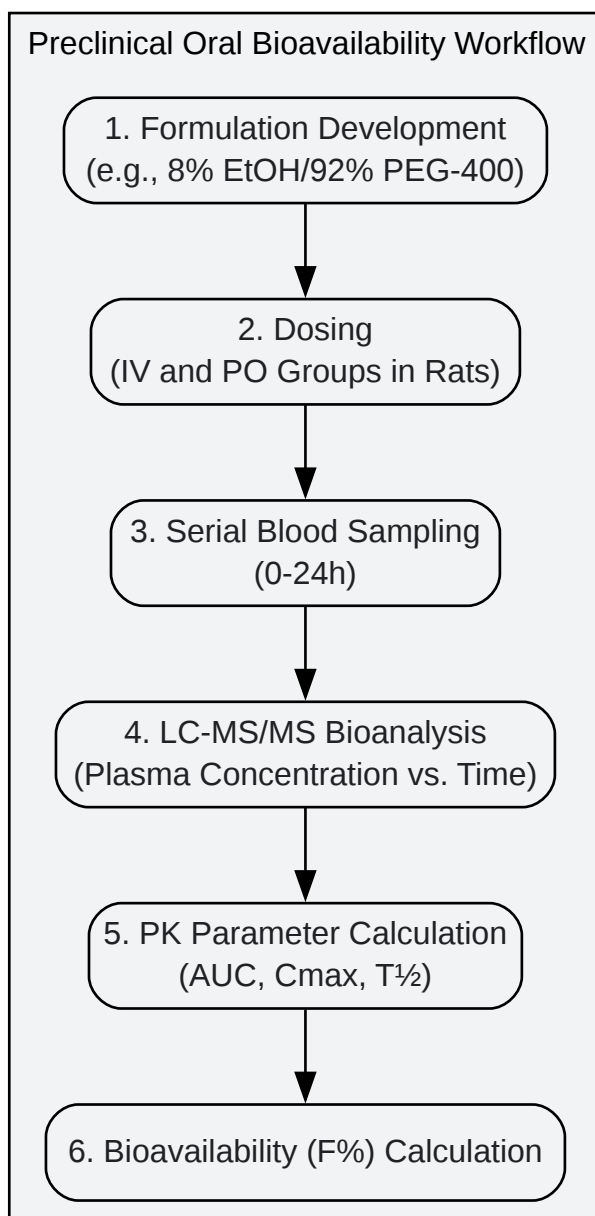 Preclinical Oral Bioavailability Workflow
1. Formulation Development
(e.g., 8% EtOH/92% PEG-400)
2. Dosing
(IV and PO Groups in Rats)
3. Serial Blood Sampling
(0-24h)
4. LC-MS/MS Bioanalysis
(Plasma Concentration vs. Time)
5. PK Parameter Calculation
(AUC, Cmax, T½)
6. Bioavailability (F%) Calculation